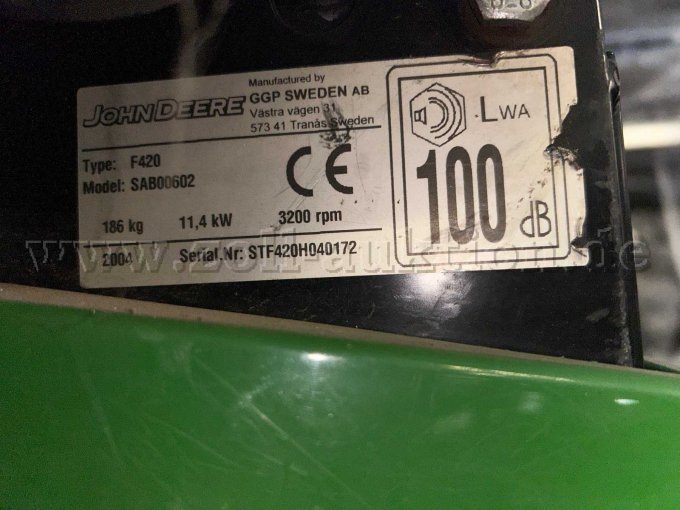 JOHN DEERE
Manufactured by
GGP SWEDEN AB
Västra vägen 31
573 41 Tranås Sweden
Type: F420
Model: SAB00602
CE
186 kg 11,4 kW 3200 rpm
2004 Serial.Nr: STF420H040172
LWA
100
dB
www.zoll-auktion.de